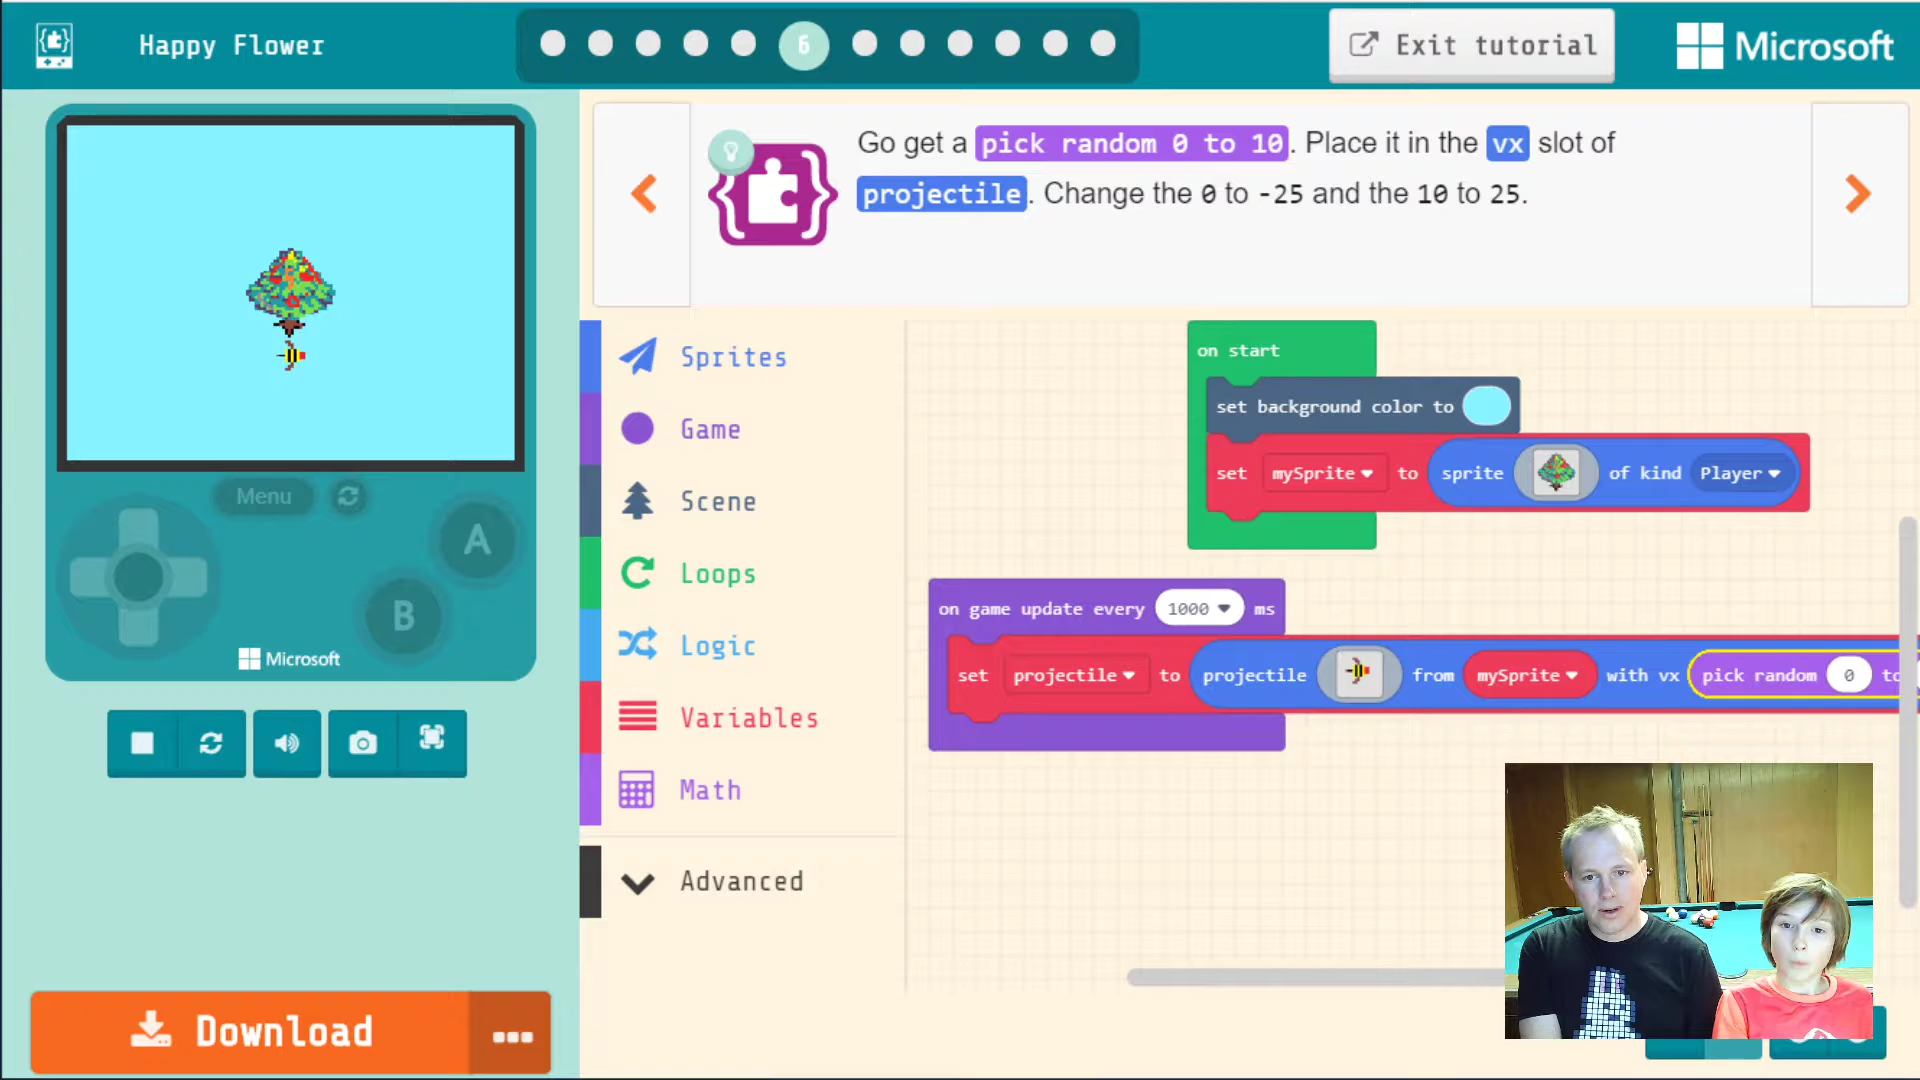 Happy Flower
6
Exit tutorial
Microsoft
Go get a pick random 0 to 10. Place it in the vx slot of
projectile. Change the 0 to -25 and the 10 to 25.
Menu
A
B
Microsoft
Download
Sprites
Game
Scene
Loops
Logic
Variables
Math
Advanced
on start
set background color to
set mySprite to sprite of kind Player
on game update every 1000 ms
set projectile to projectile from mySprite with vx pick random 0 to